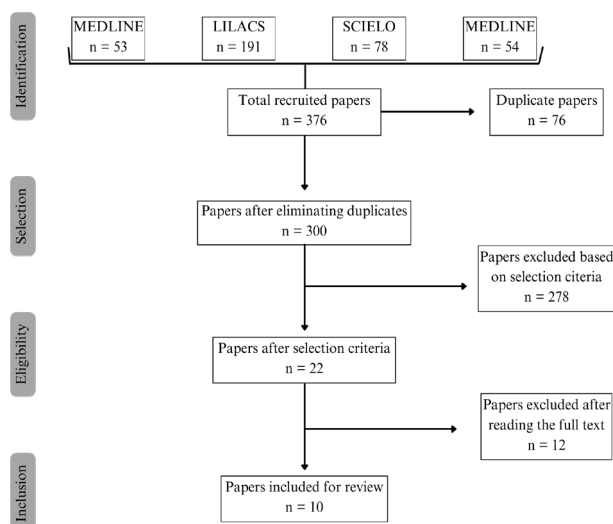 Identification
MEDLINE
n = 53
LILACS
n = 191
SCIELO
n = 78
MEDLINE
n = 54
Total recruited papers
n = 376
Duplicate papers
n = 76
Selection
Papers after eliminating duplicates
n = 300
Papers excluded based
on selection citeria
n = 278
Eligibility
Papers after selection criteria
n = 22
Papers excluded after
reading the full text
n = 12
Inclusion
Papers included for review
n = 10